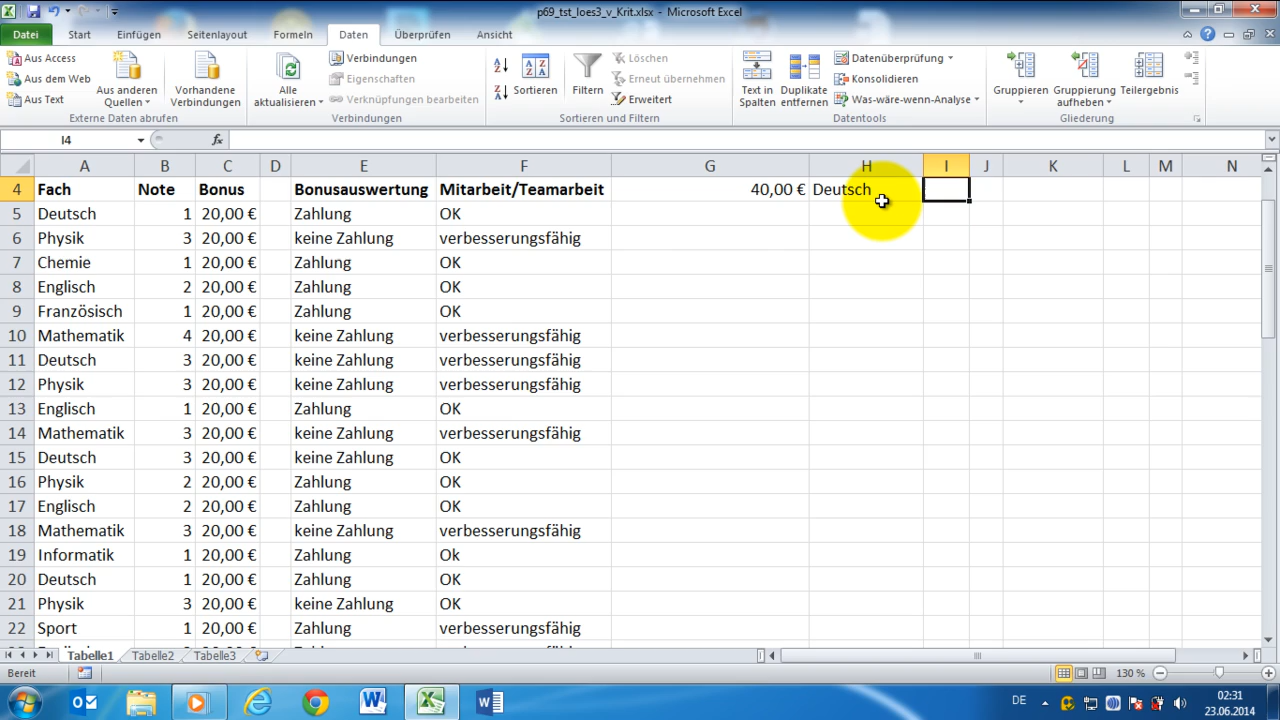 p69_tst_loes3_v_Krit.xlsx - Microsoft Excel
Datei Start Einfügen Seitenlayout Formeln Daten Überprüfen Ansicht
Aus Access
Aus dem Web
Aus Text
Aus anderen Quellen
Vorhandene Verbindungen
Externe Daten abrufen
Alle aktualisieren
Verbindungen
Eigenschaften
Verknüpfungen bearbeiten
Verbindungen
Sortieren
Filtern
Löschen
Erneut übernehmen
Erweitert
Sortieren und Filtern
Text in Spalten
Duplikate entfernen
Datenüberprüfung
Konsolidieren
Was-wäre-wenn-Analyse
Datentools
Gruppieren
Gruppierung aufheben
Teilergebnis
Gliederung
I4 fx
A B C D E F G H I J K L M N
4 Fach Note Bonus Bonusauswertung Mitarbeit/Teamarbeit 40,00 € Deutsch
5 Deutsch 1 20,00 € Zahlung OK
6 Physik 3 20,00 € keine Zahlung verbesserungsfähig
7 Chemie 1 20,00 € Zahlung OK
8 Englisch 2 20,00 € Zahlung OK
9 Französisch 1 20,00 € Zahlung OK
10 Mathematik 4 20,00 € keine Zahlung verbesserungsfähig
11 Deutsch 3 20,00 € keine Zahlung verbesserungsfähig
12 Physik 3 20,00 € keine Zahlung verbesserungsfähig
13 Englisch 1 20,00 € Zahlung OK
14 Mathematik 3 20,00 € keine Zahlung verbesserungsfähig
15 Deutsch 3 20,00 € keine Zahlung OK
16 Physik 2 20,00 € Zahlung OK
17 Englisch 2 20,00 € Zahlung OK
18 Mathematik 3 20,00 € keine Zahlung verbesserungsfähig
19 Informatik 1 20,00 € Zahlung Ok
20 Deutsch 1 20,00 € Zahlung OK
21 Physik 3 20,00 € keine Zahlung OK
22 Sport 1 20,00 € Zahlung verbesserungsfähig
Tabelle1 Tabelle2 Tabelle3
Bereit 130 %
DE 02:31
23.06.2014